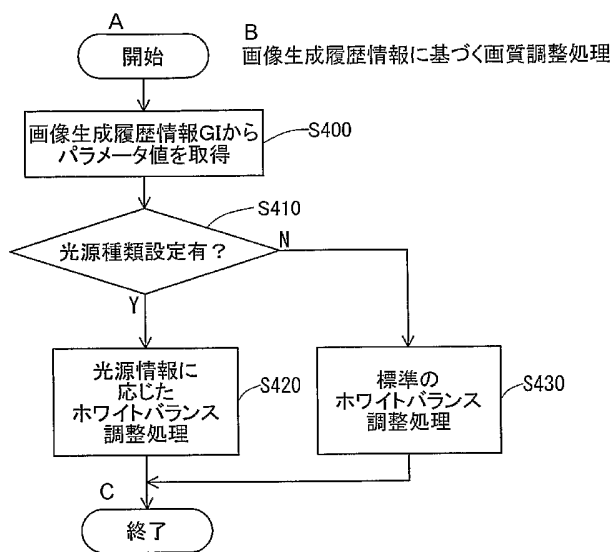 A
開始
B
画像生成履歴情報に基づく画質調整処理
画像生成履歴情報GIから
パラメータ値を取得
S400
光源種類設定有?
S410
N
Y
光源情報に
応じた
ホワイトバランス
調整処理
S420
標準の
ホワイトバランス
調整処理
S430
C
終了